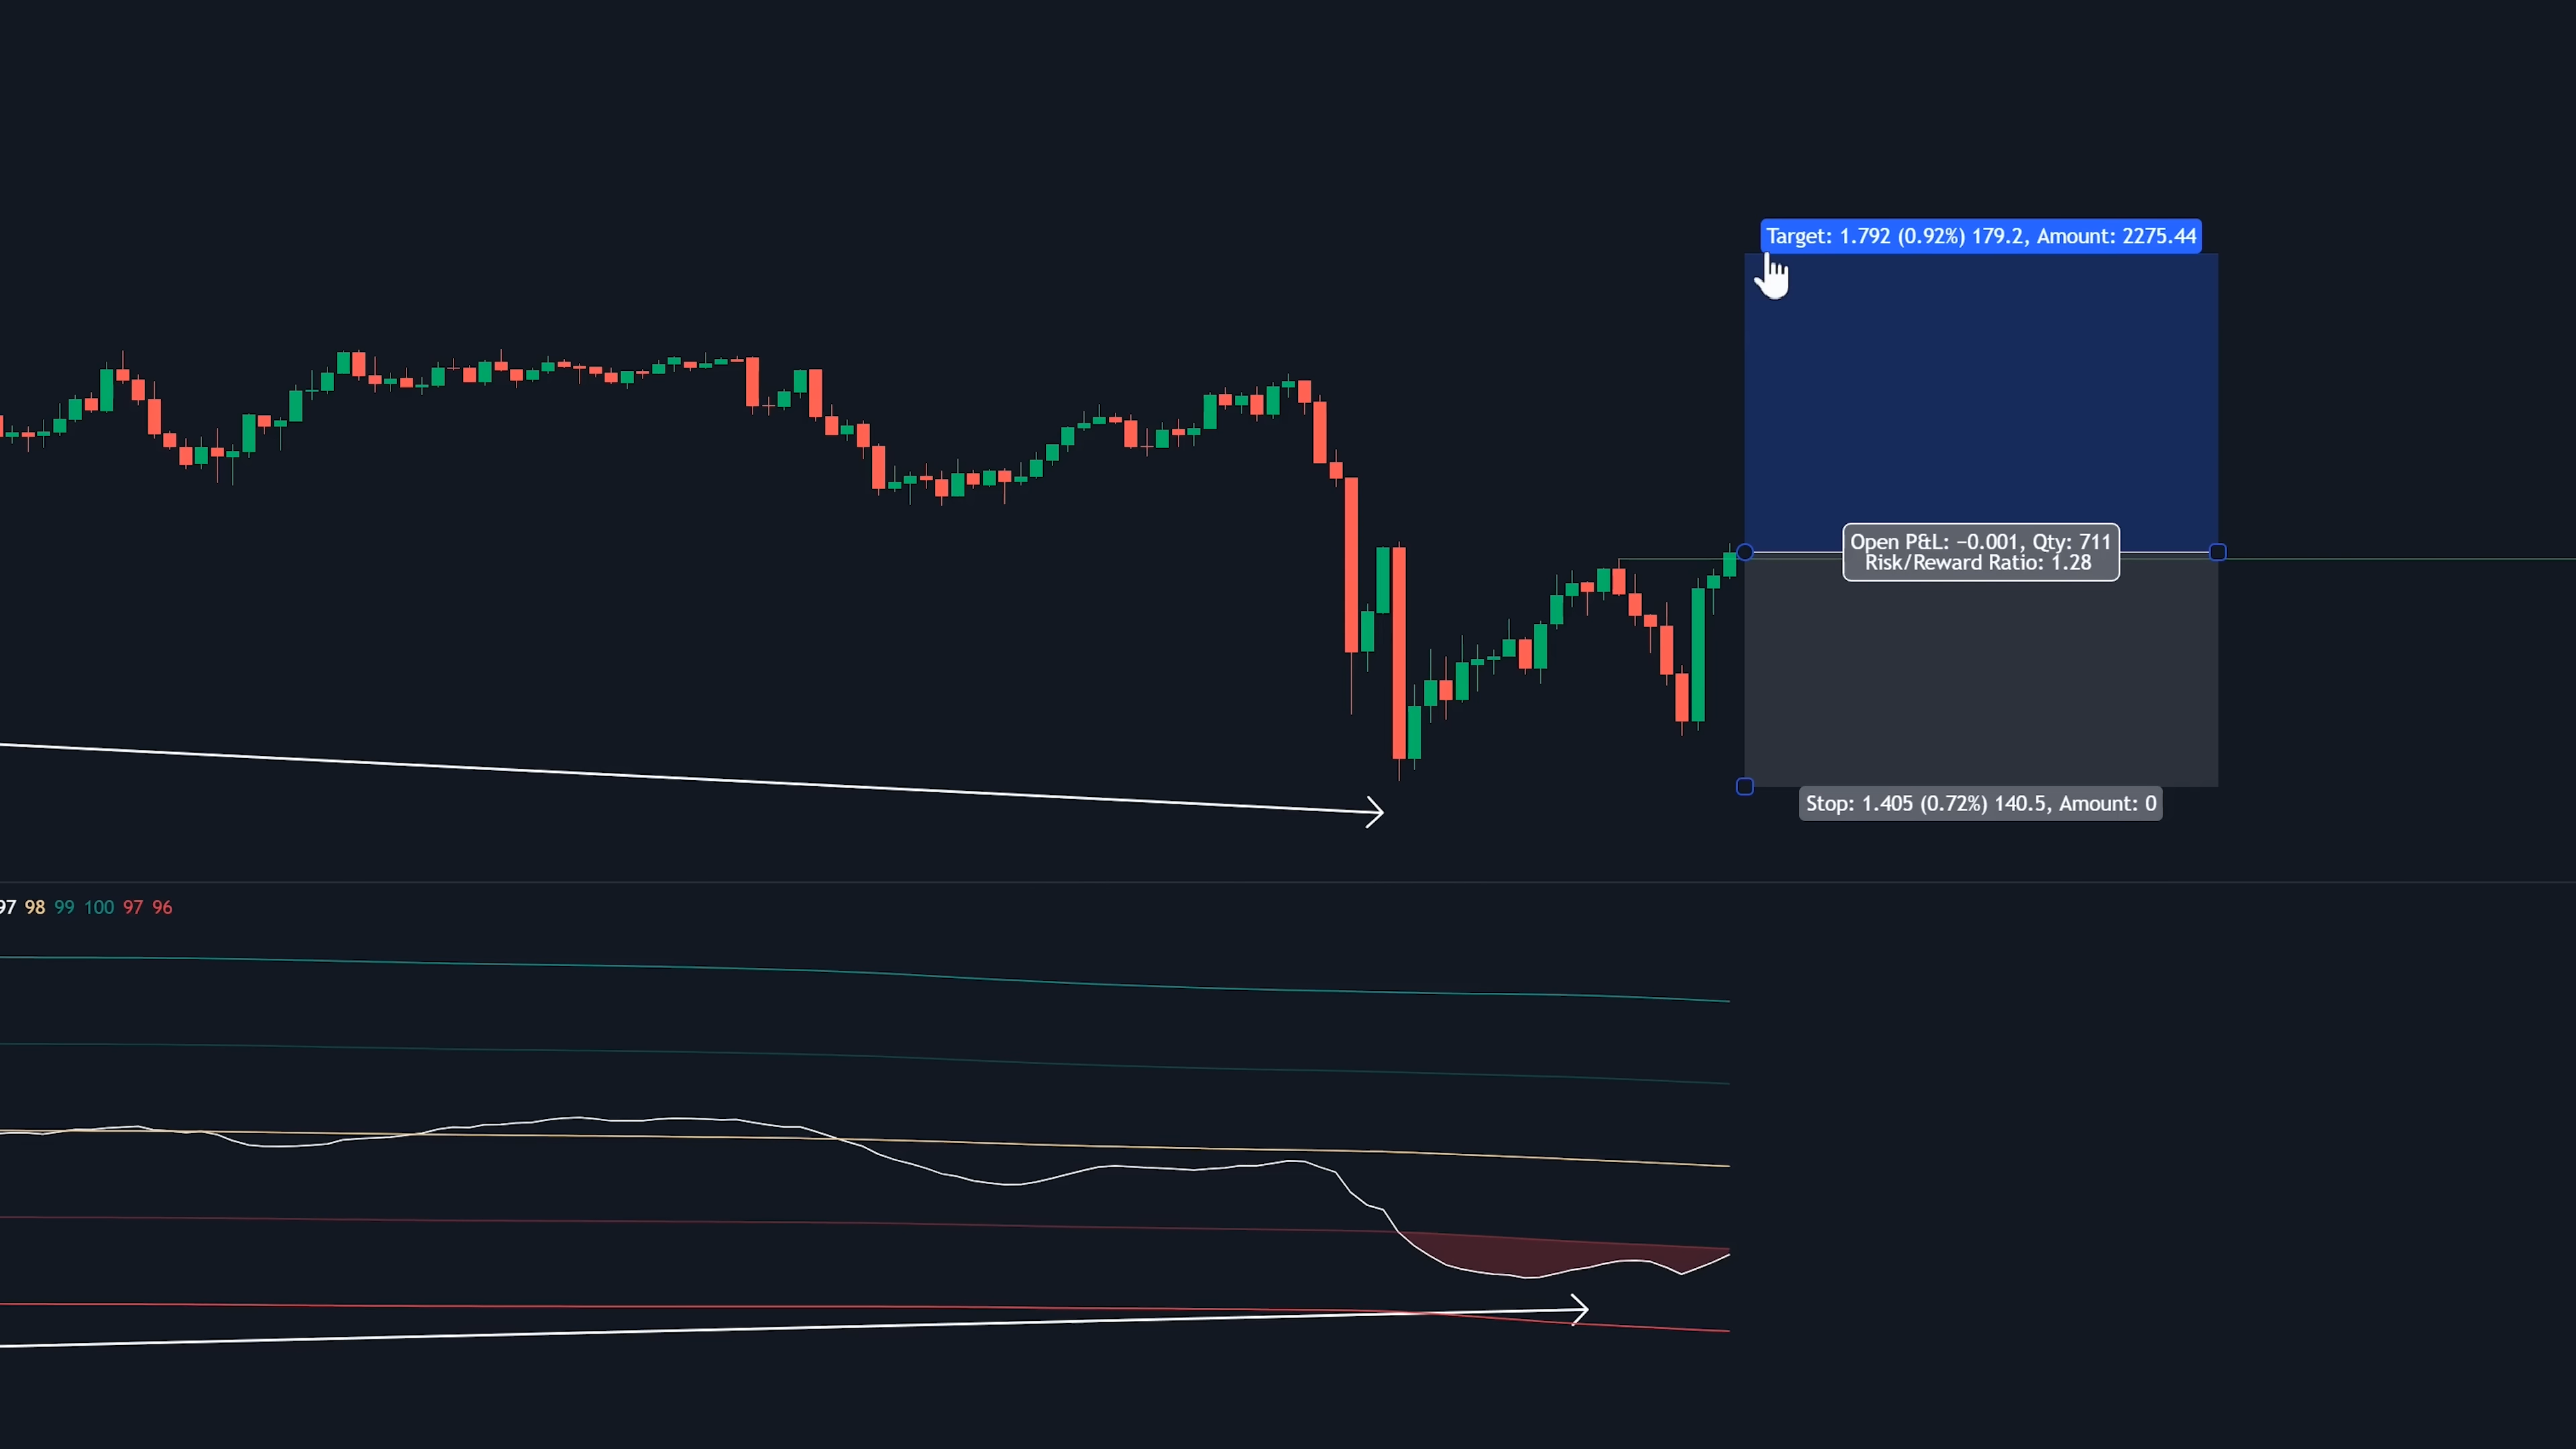 Target: 1.792 (0.92%) 179.2, Amount: 2275.44
Open P&L: −0.001, Qty: 711
Risk/Reward Ratio: 1.28
Stop: 1.405 (0.72%) 140.5, Amount: 0
97 98 99 100 97 96